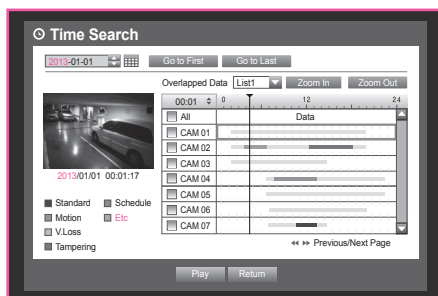 Time Search
2013-01-01 Go to First Go to Last
Overlapped Data List1 Zoom In Zoom Out
00:01 0 12 24
All Data
CAM 01
CAM 02
CAM 03
CAM 04
CAM 05
CAM 06
CAM 07
2013/01/01 00:01:17
Standard Schedule
Motion Etc
V.Loss
Tampering
Previous/Next Page
Play Return